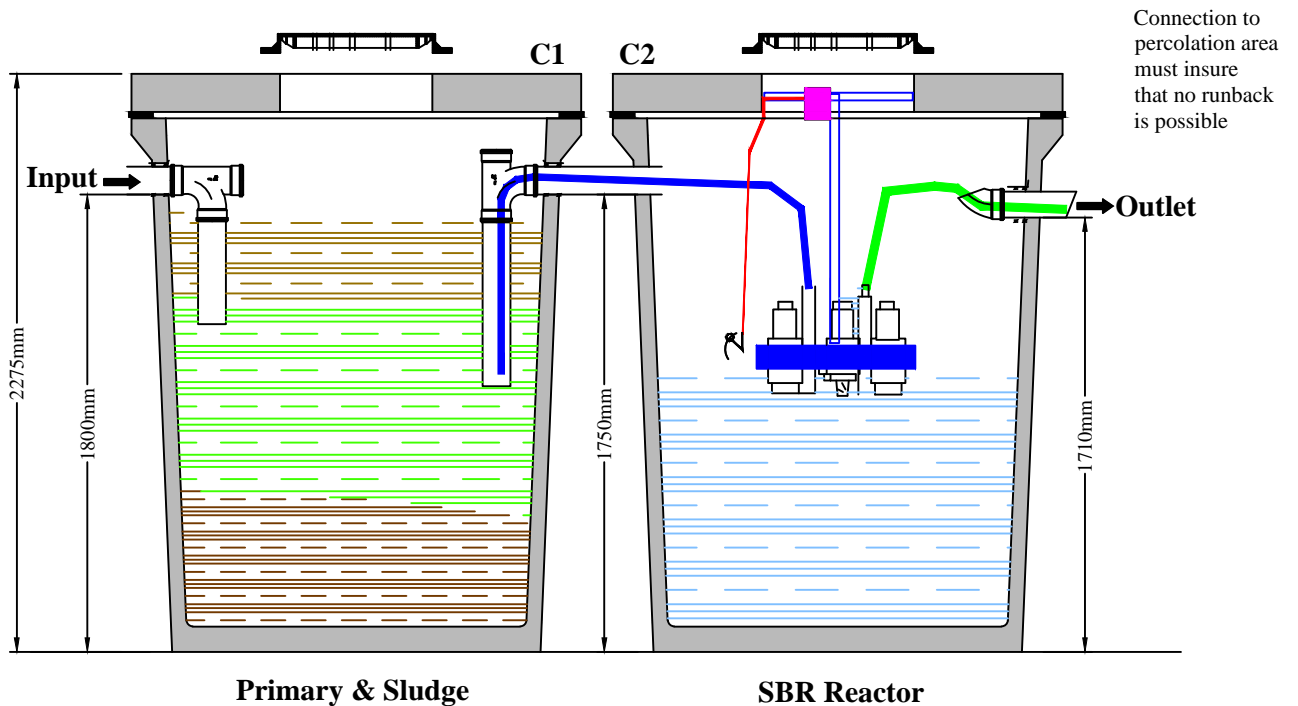 Connection to
percolation area
must insure
that no runback
is possible
C1
C2
Input
Outlet
2275mm
1800mm
1750mm
1710mm
Primary & Sludge
SBR Reactor